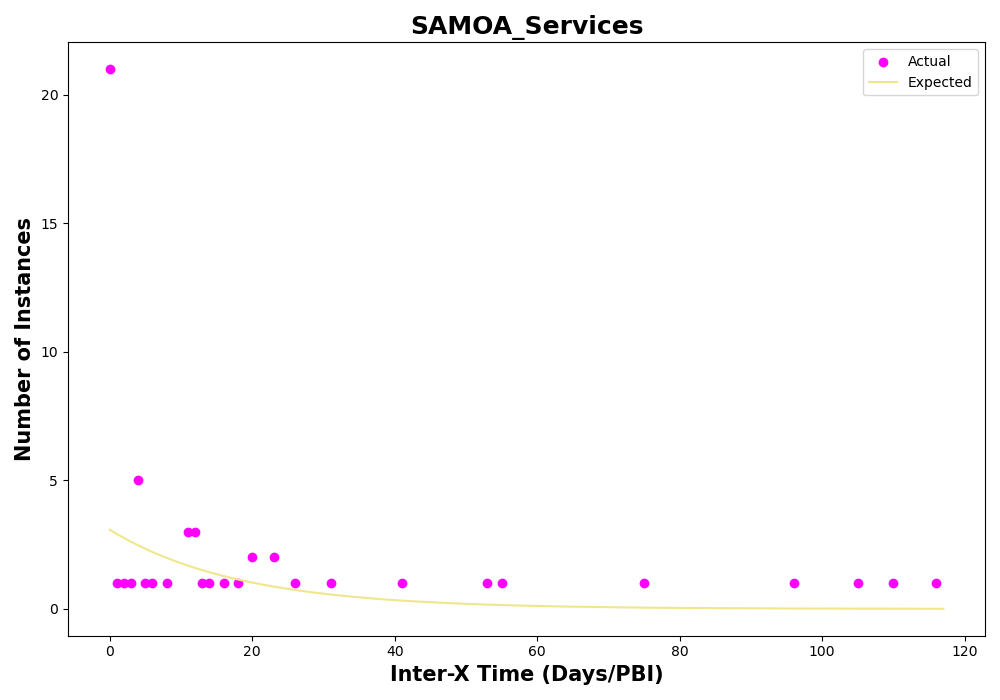 SAMOA_Services
Actual
Expected
Number of Instances
20
15
10
5
0
0
20
40
60
80
100
120
Inter-X Time (Days/PBI)